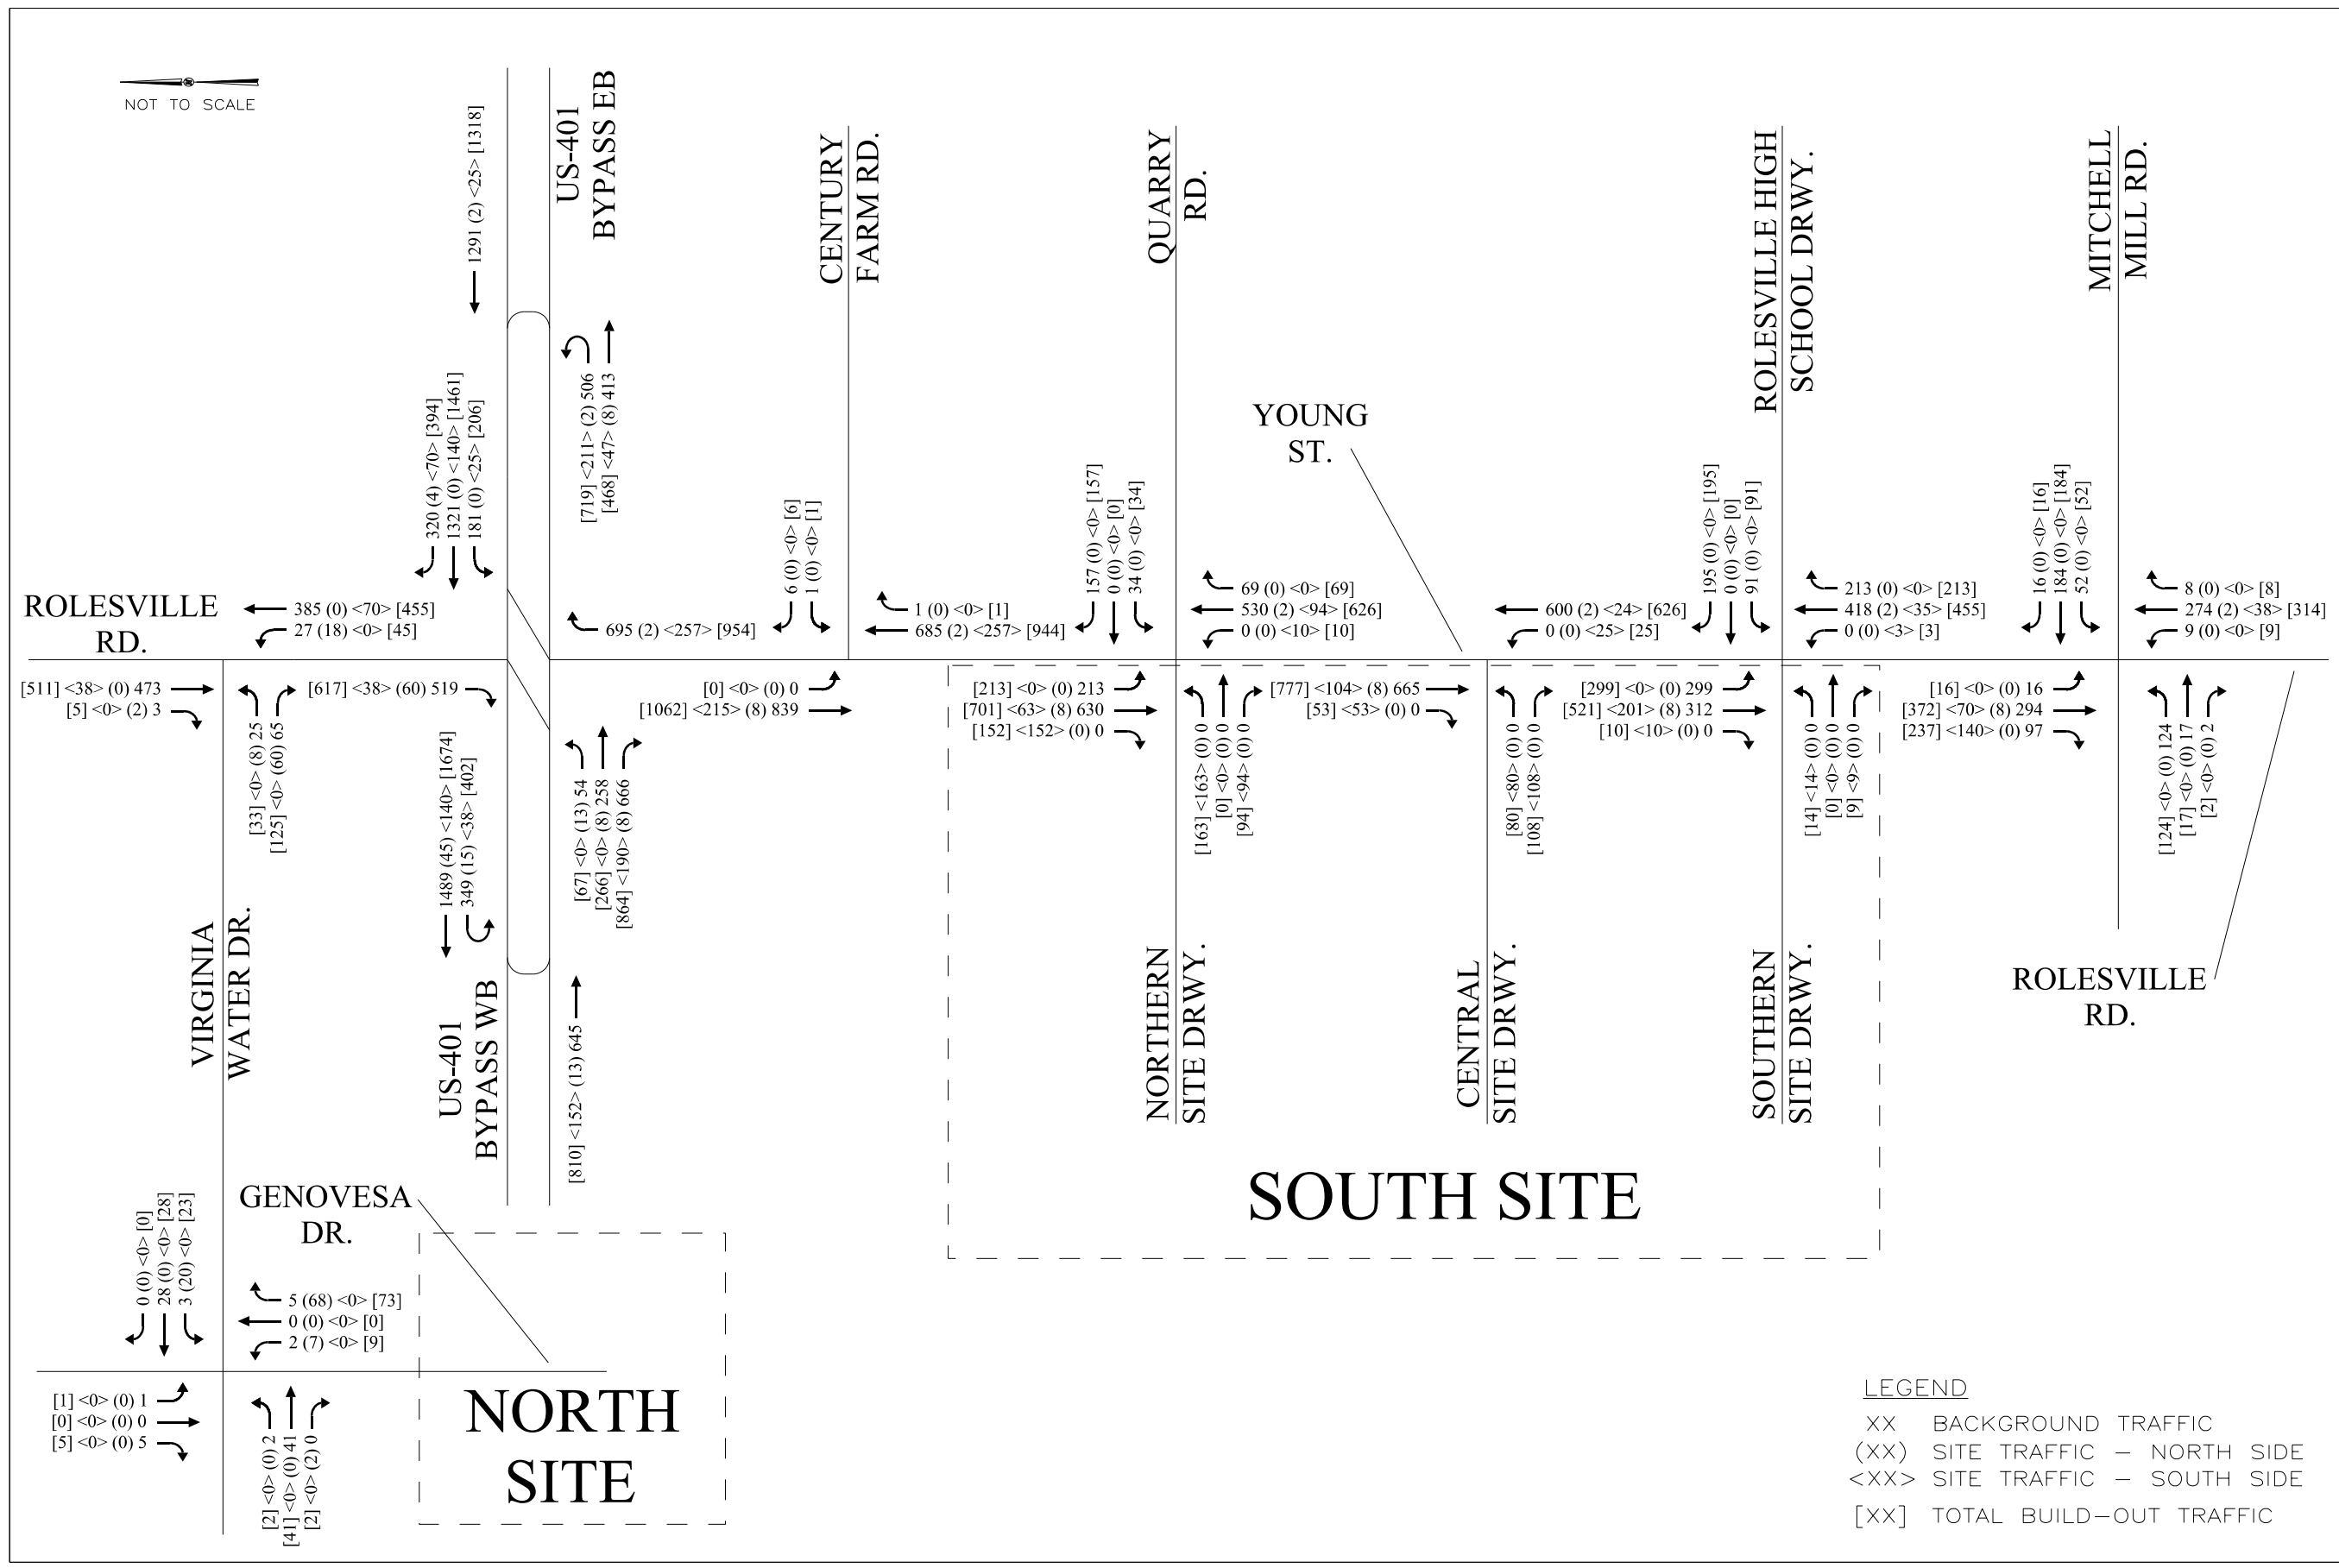 NOT TO SCALE
1291 (2) <25> [1318]
US-401
BYPASS EB
CENTURY
FARM RD.
QUARRY
RD.
ROLESVILLE HIGH
SCHOOL DRWY.
MITCHELL
MILL RD.
YOUNG
ST.
320 (4) <70> [394]
1321 (0) <140> [1461]
181 (0) <25> [206]
[719] <211> (2) 506
[468] <47> (8) 413
6 (0) <0> [6]
1 (0) <0> [1]
157 (0) <0> [157]
0 (0) <0> [0]
34 (0) <0> [34]
195 (0) <0> [195]
0 (0) <0> [0]
91 (0) <0> [91]
16 (0) <0> [16]
184 (0) <0> [184]
52 (0) <0> [52]
ROLESVILLE
RD.
385 (0) <70> [455]
27 (18) <0> [45]
695 (2) <257> [954]
1 (0) <0> [1]
685 (2) <257> [944]
69 (0) <0> [69]
530 (2) <94> [626]
0 (0) <10> [10]
600 (2) <24> [626]
0 (0) <25> [25]
213 (0) <0> [213]
418 (2) <35> [455]
0 (0) <3> [3]
8 (0) <0> [8]
274 (2) <38> [314]
9 (0) <0> [9]
[511] <38> (0) 473
[5] <0> (2) 3
[33] <0> (8) 25
[125] <0> (60) 65
[617] <38> (60) 519
1489 (45) <140> [1674]
349 (15) <38> [402]
[67] <0> (13) 54
[266] <0> (8) 258
[864] <190> (8) 666
[0] <0> (0) 0
[1062] <215> (8) 839
[213] <0> (0) 213
[701] <63> (8) 630
[152] <152> (0) 0
[163] <163> (0) 0
[0] <0> (0) 0
[94] <94> (0) 0
[777] <104> (8) 665
[53] <53> (0) 0
[80] <80> (0) 0
[108] <108> (0) 0
[299] <0> (0) 299
[521] <201> (8) 312
[10] <10> (0) 0
[14] <14> (0) 0
[0] <0> (0) 0
[9] <9> (0) 0
[16] <0> (0) 16
[372] <70> (8) 294
[237] <140> (0) 97
[124] <0> (0) 124
[17] <0> (0) 17
[2] <0> (0) 2
VIRGINIA
WATER DR.
US-401
BYPASS WB
[810] <152> (13) 645
NORTHERN
SITE DRWY.
CENTRAL
SITE DRWY.
SOUTHERN
SITE DRWY.
ROLESVILLE
RD.
SOUTH SITE
GENOVESA
DR.
0 (0) <0> [0]
28 (0) <0> [28]
3 (20) <0> [23]
5 (68) <0> [73]
0 (0) <0> [0]
2 (7) <0> [9]
[1] <0> (0) 1
[0] <0> (0) 0
[5] <0> (0) 5
[2] <0> (0) 2
[41] <0> (0) 41
[2] <0> (2) 0
NORTH
SITE
LEGEND
XX BACKGROUND TRAFFIC
(XX) SITE TRAFFIC - NORTH SIDE
<XX> SITE TRAFFIC - SOUTH SIDE
[XX] TOTAL BUILD-OUT TRAFFIC